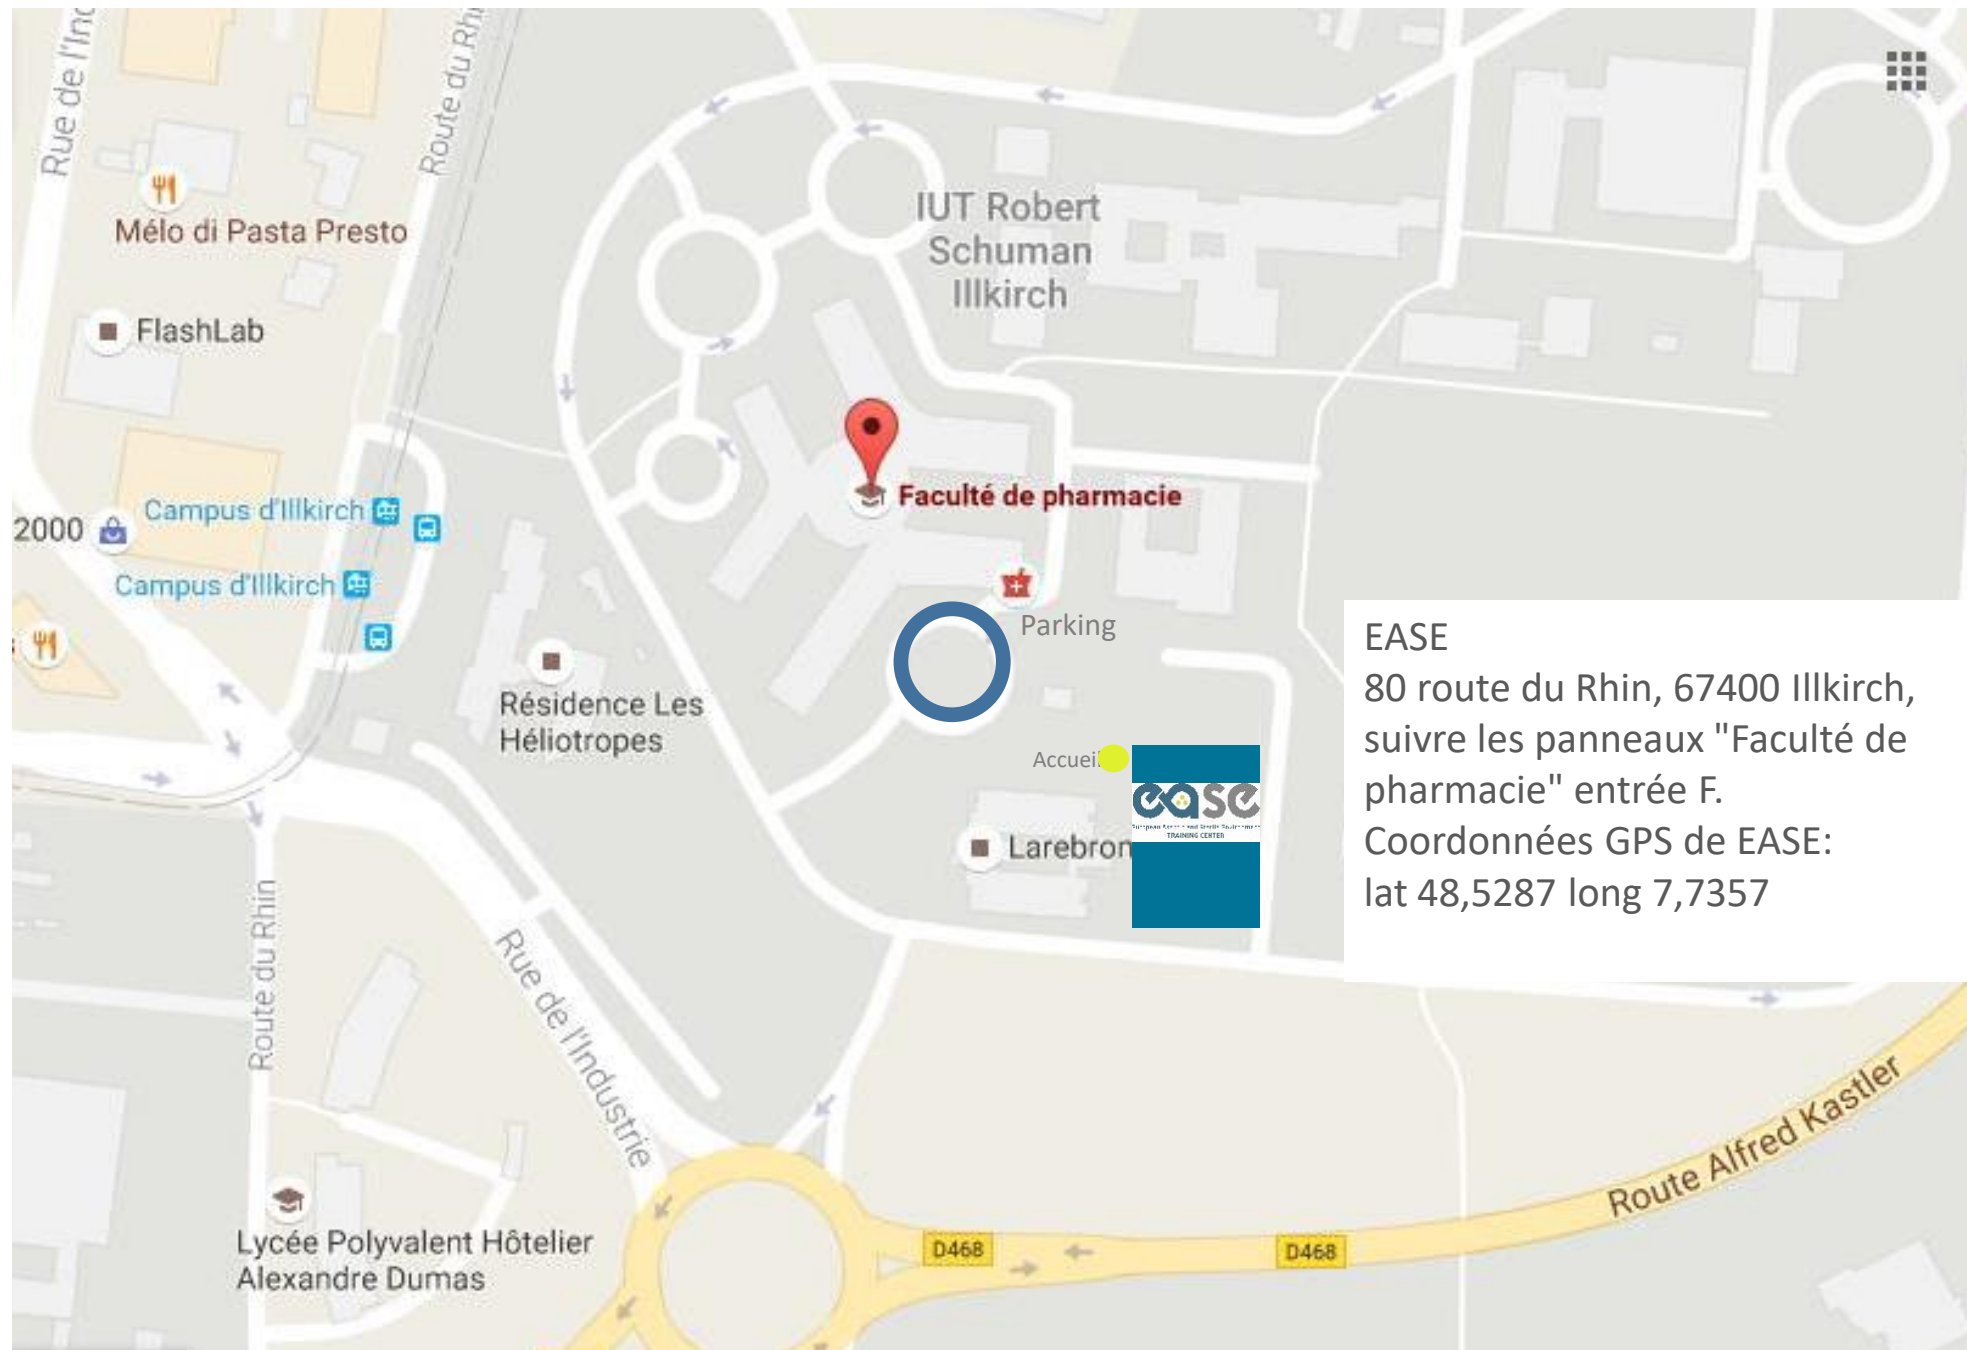 Rue de l'Ind
Route du Rhi
Mélo di Pasta Presto
IUT Robert
Schuman
Illkirch
FlashLab
Faculté de pharmacie
Campus d'Illkirch
2000
Campus d'Illkirch
Parking
Résidence Les
Héliotropes
Accueil
ease
TRAINING CENTER
Larebron
EASE
80 route du Rhin, 67400 Illkirch,
suivre les panneaux "Faculté de
pharmacie" entrée F.
Coordonnées GPS de EASE:
lat 48,5287 long 7,7357
Route du Rhin
Rue de l'Industrie
Route Alfred Kastler
Lycée Polyvalent Hôtelier
Alexandre Dumas
D468
D468